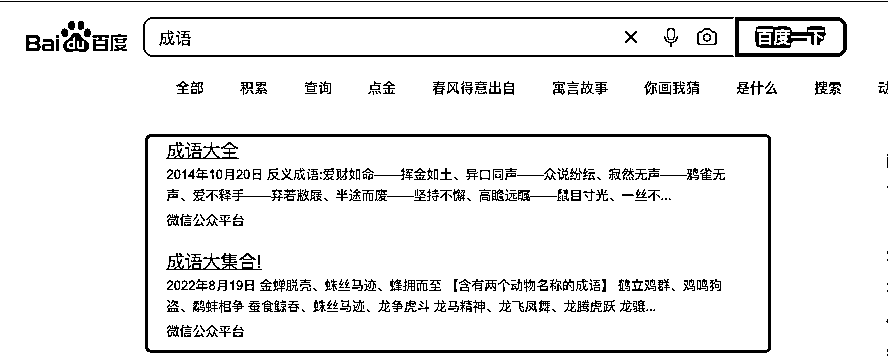 Bai du 百度 成语 百度一下
全部 积累 查询 点金 春风得意出自 寓言故事 你画我猜 是什么 搜索
成语大全
2014年10月20日 反义成语:爱财如命——挥金如土、异口同声——众说纷纭、寂然无声——鸦雀无
声、爱不释手——弃若敝屣、半途而废——坚持不懈、高瞻远瞩——鼠目寸光、一丝不...
微信公众平台
成语大集合!
2022年8月19日 金蝉脱壳、蛛丝马迹、蜂拥而至 【含有两个动物名称的成语】 鹤立鸡群、鸡鸣狗
盗、鹬蚌相争 蚕食鲸吞、蛛丝马迹、龙争虎斗 龙马精神、龙飞凤舞、龙腾虎跃 龙骧...
微信公众平台